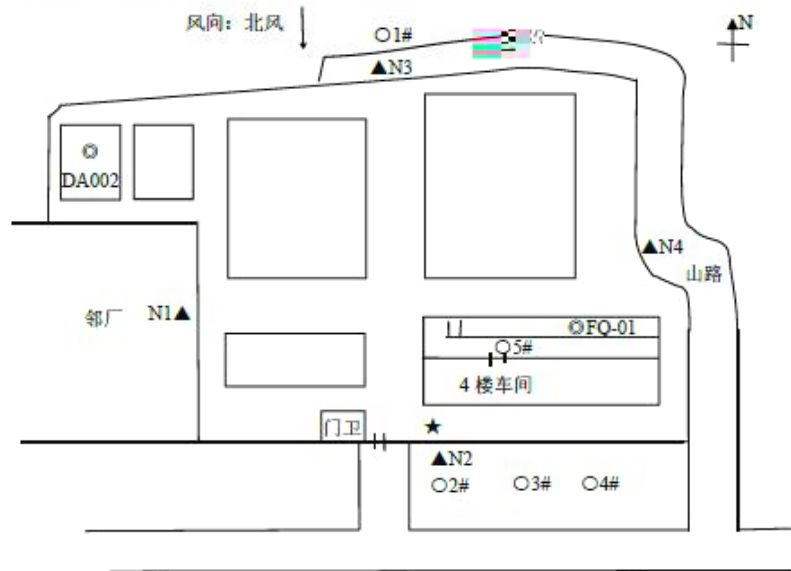 风向：北风
○1#
▲N
▲N3
◎
DA002
▲N4
山路
邻厂
N1▲
◎FQ-01
○5#
4 楼车间
门卫
★
▲N2
○2#
○3#
○4#